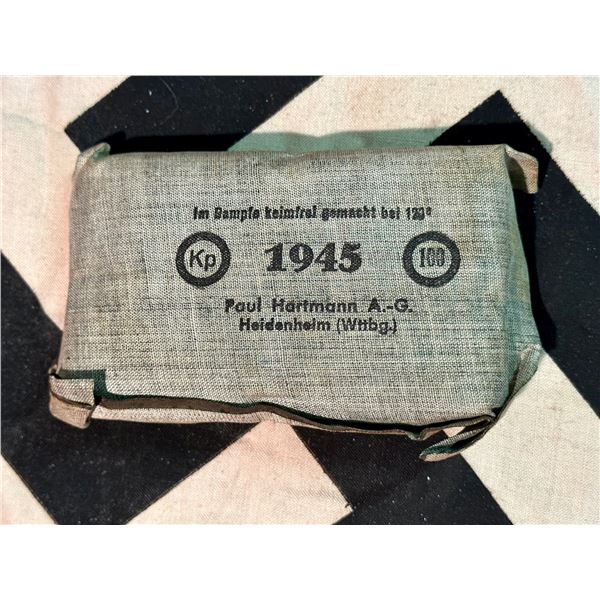 Im Dampfe keimfrei gemacht bei 120°
Kp 1945 100
Paul Hartmann A.-G.
Heidenheim (Wttbg.)